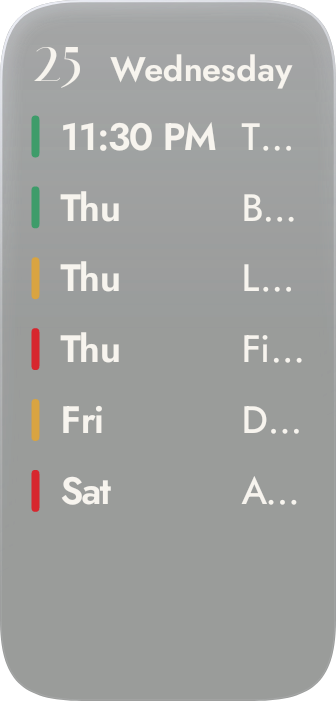 25 Wednesday
11:30 PM T...
Thu B...
Thu L...
Thu Fi...
Fri D...
Sat A...